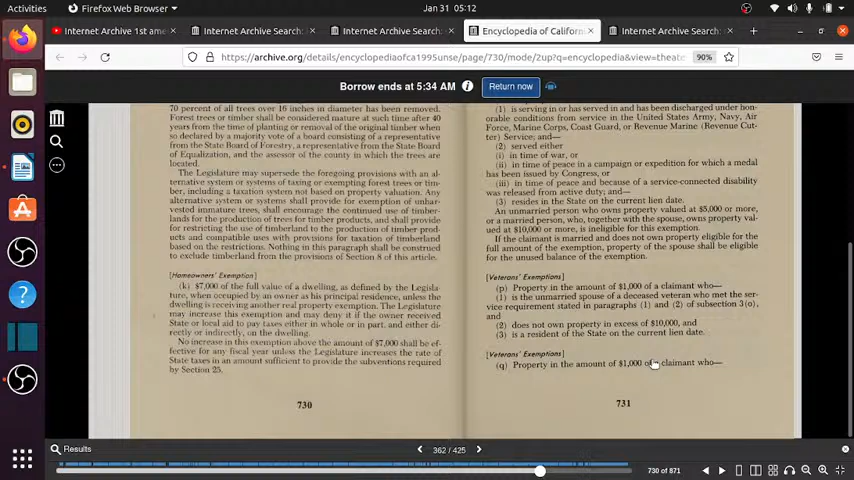 Activities
Firefox Web Browser
Jan 31 05:12
Internet Archive 1st ame
Internet Archive Search:
Internet Archive Search:
Encyclopedia of Californ
Internet Archive Search:
https://archive.org/details/encyclopediaofca1995unse/page/730/mode/2up?q=encyclopedia&view=theate
90%
Borrow ends at 5:34 AM
Return now
70 percent of all trees over 16 inches in diameter has been removed.
Forest trees or timber shall be considered mature at such time after 40
years from the time of planting or removal of the original timber when
so declared by a majority vote of a board consisting of a representative
from the State Board of Forestry, a representative from the State Board
of Equalization, and the assessor of the county in which the trees are
located.
The Legislature may supersede the foregoing provisions with an al-
ternative system or systems of taxing or exempting forest trees or tim-
ber, including a taxation system not based on property valuation. Any
alternative system or systems shall provide for exemption of unhar-
vested immature trees, shall encourage the continued use of timber-
lands for the production of trees for timber products, and shall provide
for restricting the use of timberland to the production of timber prod-
ucts and compatible uses with provisions for taxation of timberland
based on the restrictions. Nothing in this paragraph shall be construed
to exclude timberland from the provisions of Section 8 of this article.
[Homeowners' Exemption]
(k) $7,000 of the full value of a dwelling, as defined by the Legisla-
ture, when occupied by an owner as his principal residence, unless the
dwelling is receiving another real property exemption. The Legislature
may increase this exemption and may deny it if the owner received
State or local aid to pay taxes either in whole or in part, and either di-
rectly or indirectly, on the dwelling.
No increase in this exemption above the amount of $7,000 shall be ef-
fective for any fiscal year unless the Legislature increases the rate of
State taxes in an amount sufficient to provide the subventions required
by Section 25.
730
(1) is serving in or has served in and has been discharged under hon-
orable conditions from service in the United States Army, Navy, Air
Force, Marine Corps, Coast Guard, or Revenue Marine (Revenue Cut-
ter) Service; and—
(2) served either
(i) in time of war, or
(ii) in time of peace in a campaign or expedition for which a medal
has been issued by Congress, or
(iii) in time of peace and because of a service-connected disability
was released from active duty; and—
(3) resides in the State on the current lien date.
An unmarried person who owns property valued at $5,000 or more,
or a married person, who, together with the spouse, owns property val-
ued at $10,000 or more, is ineligible for this exemption.
If the claimant is married and does not own property eligible for the
full amount of the exemption, property of the spouse shall be eligible
for the unused balance of the exemption.
[Veterans' Exemptions]
(p) Property in the amount of $1,000 of a claimant who—
(1) is the unmarried spouse of a deceased veteran who met the ser-
vice requirement stated in paragraphs (1) and (2) of subsection 3(o),
and
(2) does not own property in excess of $10,000, and
(3) is a resident of the State on the current lien date.
[Veterans' Exemptions]
(q) Property in the amount of $1,000 of a claimant who—
731
Results
362 / 425
730 of 871